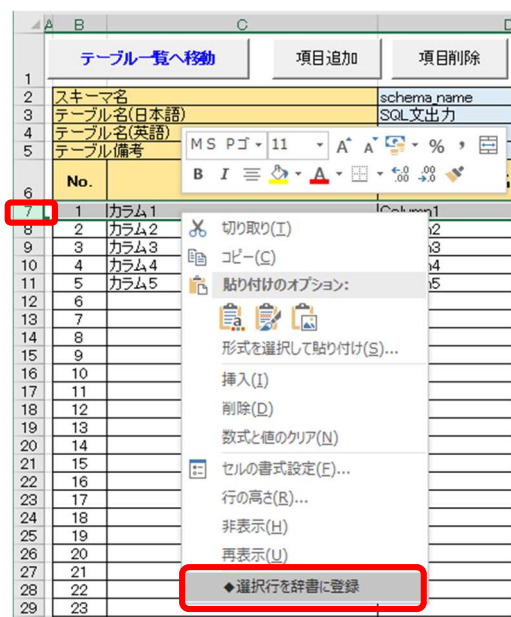 A B C D
テーブル一覧へ移動 項目追加 項目削除
1
2 スキーマ名 schema_name
3 テーブル名(日本語) SQL文出力
4 テーブル名(英語)
5 テーブル備考
MS Pゴ 11 A A % ,
B I A .00 .0
6 No.
7 1 カラム1 Column1
8 2 カラム2 2
9 3 カラム3 3
10 4 カラム4 4
11 5 カラム5 5
12 6
13 7
14 8
15 9
16 10
17 11
18 12
19 13
20 14
21 15
22 16
23 17
24 18
25 19
26 20
27 21
28 22
29 23
切り取り(T)
コピー(C)
貼り付けのオプション:
形式を選択して貼り付け(S)...
挿入(I)
削除(D)
数式と値のクリア(N)
セルの書式設定(F)...
行の高さ(R)...
非表示(H)
再表示(U)
◆選択行を辞書に登録